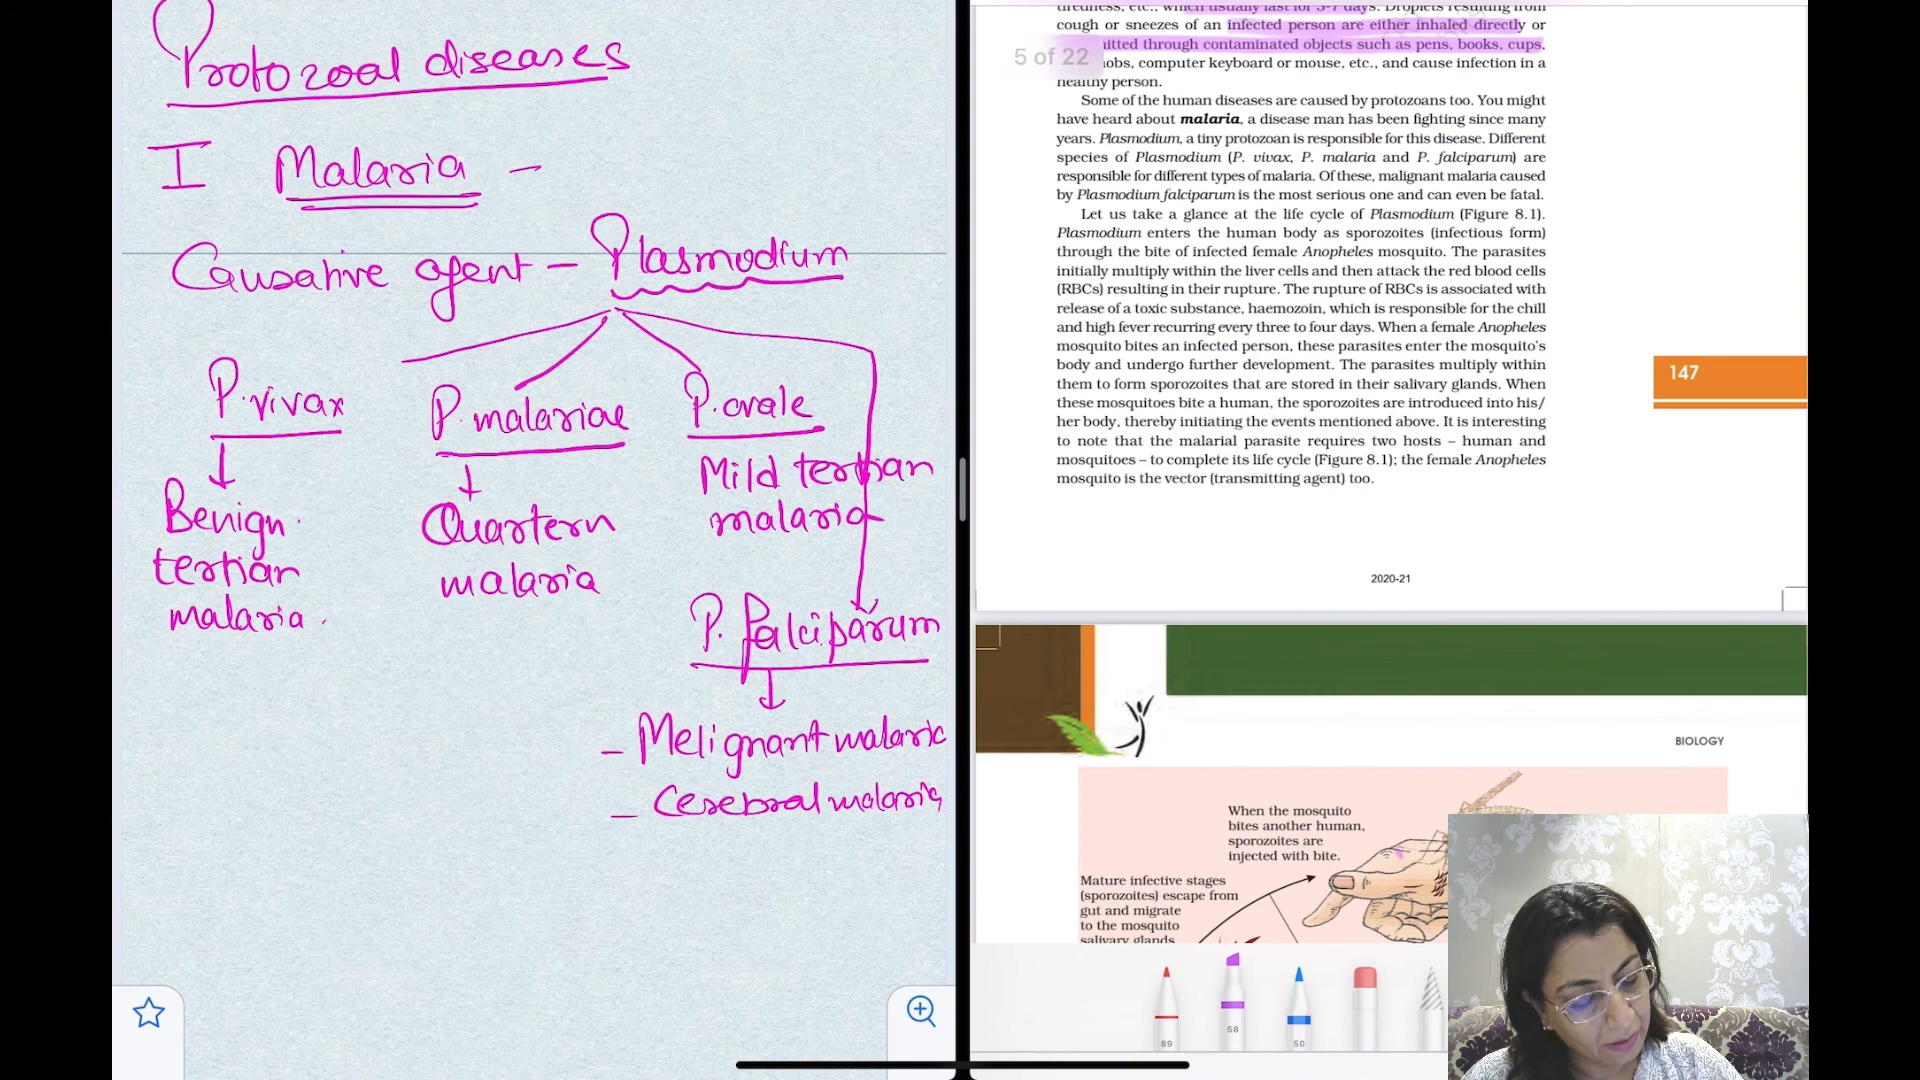 Protozoal diseases
I Malaria -
Causative agent - Plasmodium
P. vivax
Benign
tertian
malaria.
P. malariae
Quartern
malaria
P. ovale
Mild tertian
malaria
P. falciparum
- Melignant malaria
- Cerebral malaria
tiredness, etc., which usually last for 3-7 days. Droplets resulting from
cough or sneezes of an infected person are either inhaled directly or
itted through contaminated objects such as pens, books, cups,
5 of 22
obs, computer keyboard or mouse, etc., and cause infection in a
healthy person.
Some of the human diseases are caused by protozoans too. You might
have heard about malaria, a disease man has been fighting since many
years. Plasmodium, a tiny protozoan is responsible for this disease. Different
species of Plasmodium (P. vivax, P. malaria and P. falciparum) are
responsible for different types of malaria. Of these, malignant malaria caused
by Plasmodium falciparum is the most serious one and can even be fatal.
Let us take a glance at the life cycle of Plasmodium (Figure 8.1).
Plasmodium enters the human body as sporozoites (infectious form)
through the bite of infected female Anopheles mosquito. The parasites
initially multiply within the liver cells and then attack the red blood cells
(RBCs) resulting in their rupture. The rupture of RBCs is associated with
release of a toxic substance, haemozoin, which is responsible for the chill
and high fever recurring every three to four days. When a female Anopheles
mosquito bites an infected person, these parasites enter the mosquito's
body and undergo further development. The parasites multiply within
them to form sporozoites that are stored in their salivary glands. When
these mosquitoes bite a human, the sporozoites are introduced into his/
her body, thereby initiating the events mentioned above. It is interesting
to note that the malarial parasite requires two hosts – human and
mosquitoes – to complete its life cycle (Figure 8.1); the female Anopheles
mosquito is the vector (transmitting agent) too.
147
2020-21
BIOLOGY
When the mosquito
bites another human,
sporozoites are
injected with bite.
Mature infective stages
(sporozoites) escape from
gut and migrate
to the mosquito
salivary glands
89
58
50